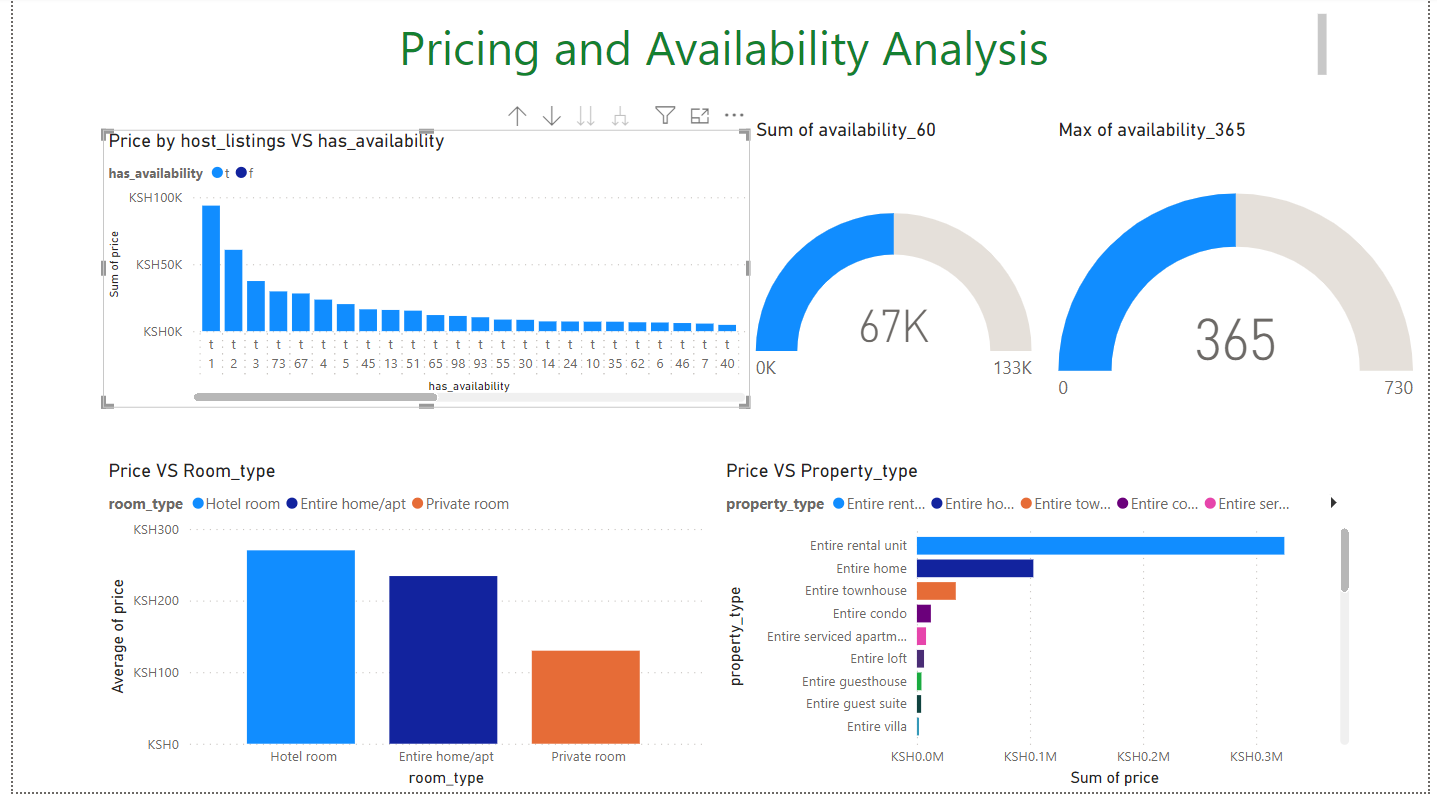 Pricing and Availability Analysis
Price by host_listings VS has_availability
has_availability t f
KSH100K
KSH50K
KSH0K
Sum of price
t t t t t t t t t t t t t t t t t t t t t t t t
1 2 3 73 67 4 5 45 13 51 65 98 93 55 30 14 24 10 35 62 6 46 7 40
has_availability
Sum of availability_60
67K
0K 133K
Max of availability_365
365
0 730
Price VS Room_type
room_type Hotel room Entire home/apt Private room
KSH300
KSH200
KSH100
KSH0
Average of price
Hotel room Entire home/apt Private room
room_type
Price VS Property_type
property_type Entire rent... Entire ho... Entire tow... Entire co... Entire ser...
property_type
Entire rental unit
Entire home
Entire townhouse
Entire condo
Entire serviced apartm...
Entire loft
Entire guesthouse
Entire guest suite
Entire villa
KSH0.0M KSH0.1M KSH0.2M KSH0.3M
Sum of price